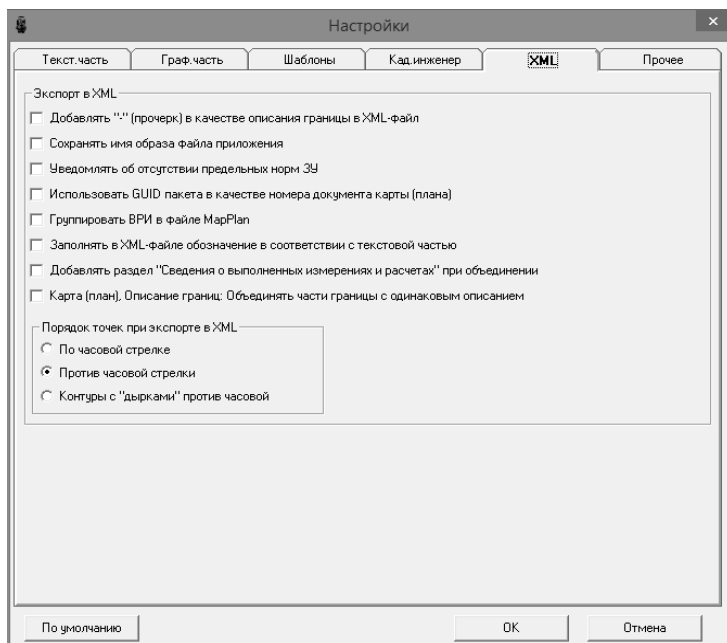 Настройки
Текст.часть
Граф.часть
Шаблоны
Кад.инженер
XML
Прочее
Экспорт в XML
Добавлять "-" (прочерк) в качестве описания границы в XML-файл
Сохранять имя образа файла приложения
Уведомлять об отсутствии предельных норм ЗУ
Использовать GUID пакета в качестве номера документа карты (плана)
Группировать ВРИ в файле MapPlan
Заполнять в XML-файле обозначение в соответствии с текстовой частью
Добавлять раздел "Сведения о выполненных измерениях и расчетах" при объединении
Карта (план), Описание границ: Объединять части границы с одинаковым описанием
Порядок точек при экспорте в XML
По часовой стрелке
Против часовой стрелки
Контуры с "дырками" против часовой
По умолчанию
OK
Отмена